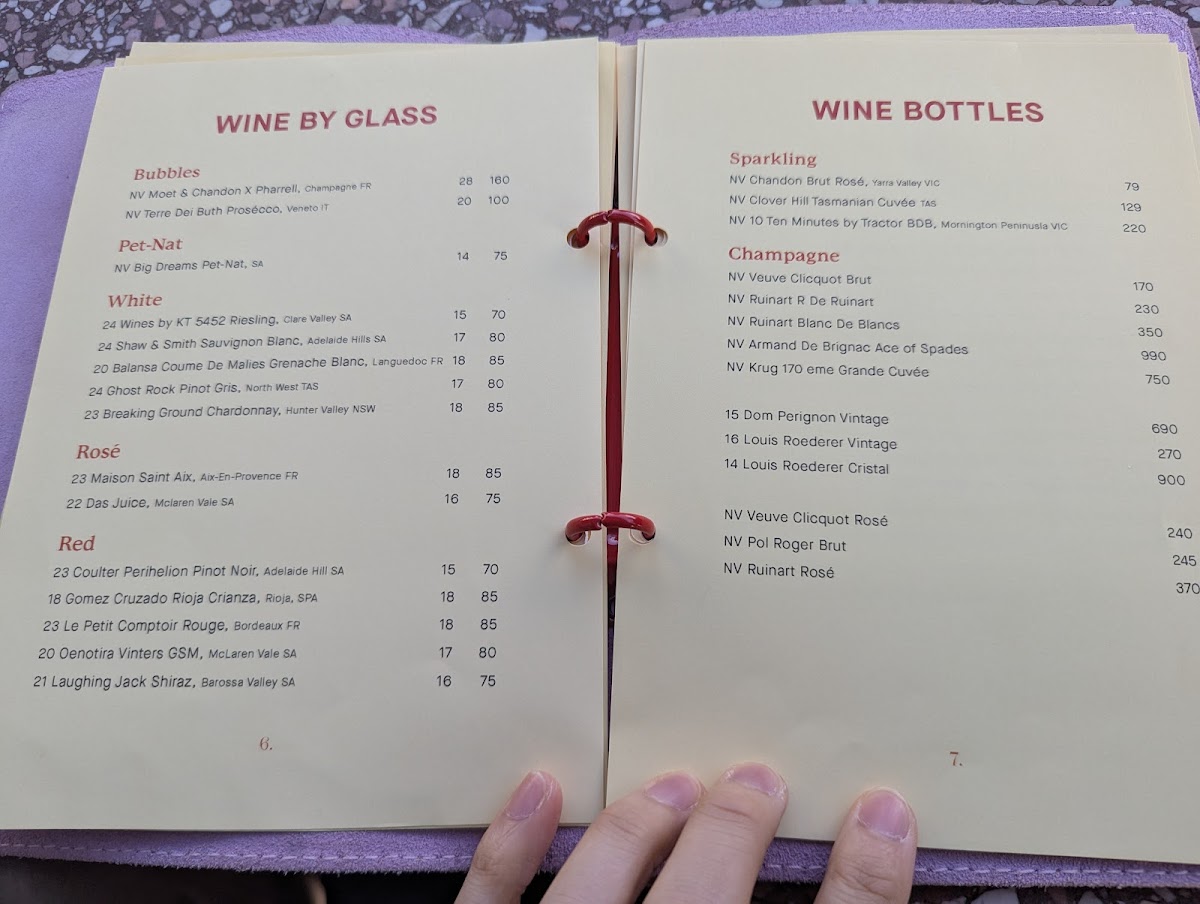 WINE BY GLASS
Bubbles
NV Moet & Chandon X Pharrell, Champagne FR 28 160
NV Terre Dei Buth Prosecco, Veneto IT 20 100
Pet-Nat
NV Big Dreams Pet-Nat, SA 14 75
White
24 Wines by KT 5452 Riesling, Clare Valley SA 15 70
24 Shaw & Smith Sauvignon Blanc, Adelaide Hills SA 17 80
20 Balansa Coume De Malies Grenache Blanc, Languedoc FR 18 85
24 Ghost Rock Pinot Gris, North West TAS 17 80
23 Breaking Ground Chardonnay, Hunter Valley NSW 18 85
Rosé
23 Maison Saint Aix, Aix-En-Provence FR 18 85
22 Das Juice, Mclaren Vale SA 16 75
Red
23 Coulter Perihelion Pinot Noir, Adelaide Hill SA 15 70
18 Gomez Cruzado Rioja Crianza, Rioja, SPA 18 85
23 Le Petit Comptoir Rouge, Bordeaux FR 18 85
20 Oenotira Vinters GSM, McLaren Vale SA 17 80
21 Laughing Jack Shiraz, Barossa Valley SA 16 75
6.
WINE BOTTLES
Sparkling
NV Chandon Brut Rosé, Yarra Valley VIC 79
NV Clover Hill Tasmanian Cuvée TAS 129
NV 10 Ten Minutes by Tractor BDB, Mornington Peninusla VIC 220
Champagne
NV Veuve Clicquot Brut 170
NV Ruinart R De Ruinart 230
NV Ruinart Blanc De Blancs 350
NV Armand De Brignac Ace of Spades 990
NV Krug 170 eme Grande Cuvée 750
15 Dom Perignon Vintage 690
16 Louis Roederer Vintage 270
14 Louis Roederer Cristal 900
NV Veuve Clicquot Rosé 240
NV Pol Roger Brut 245
NV Ruinart Rosé 370
7.